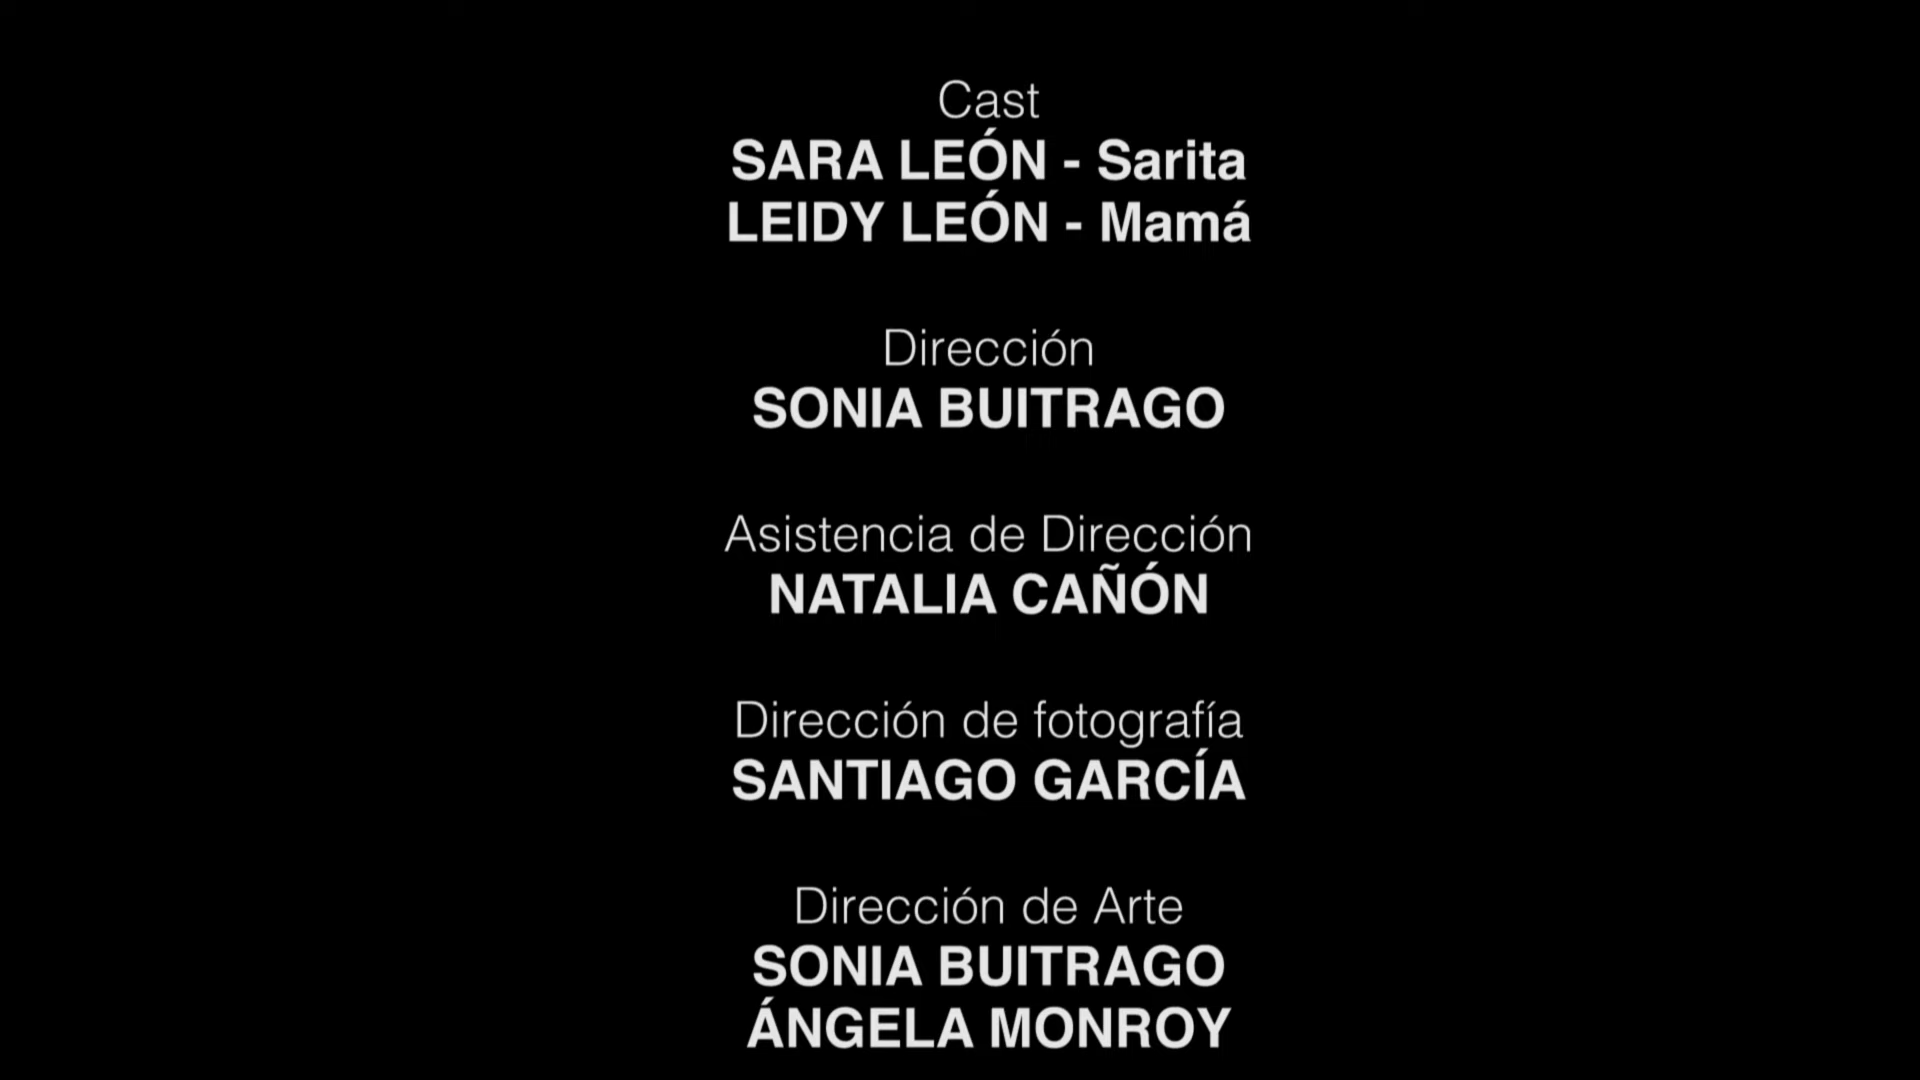 Cast
SARA LEÓN - Sarita
LEIDY LEÓN - Mamá
Dirección
SONIA BUITRAGO
Asistencia de Dirección
NATALIA CAÑÓN
Dirección de fotografía
SANTIAGO GARCÍA
Dirección de Arte
SONIA BUITRAGO
ÁNGELA MONROY